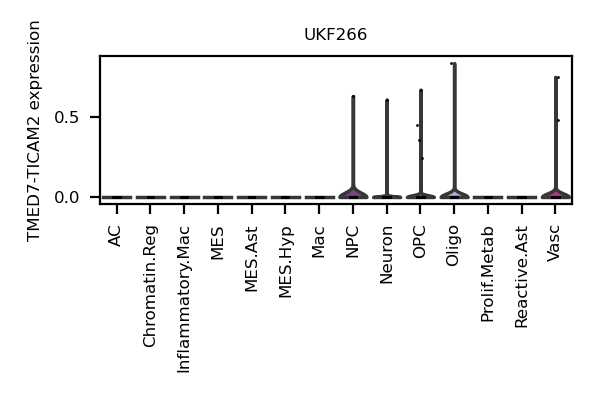 UKF266
TMED7-TICAM2 expression
0.5
0.0
AC
Chromatin.Reg
Inflammatory.Mac
MES
MES.Ast
MES.Hyp
Mac
NPC
Neuron
OPC
Oligo
Prolif.Metab
Reactive.Ast
Vasc